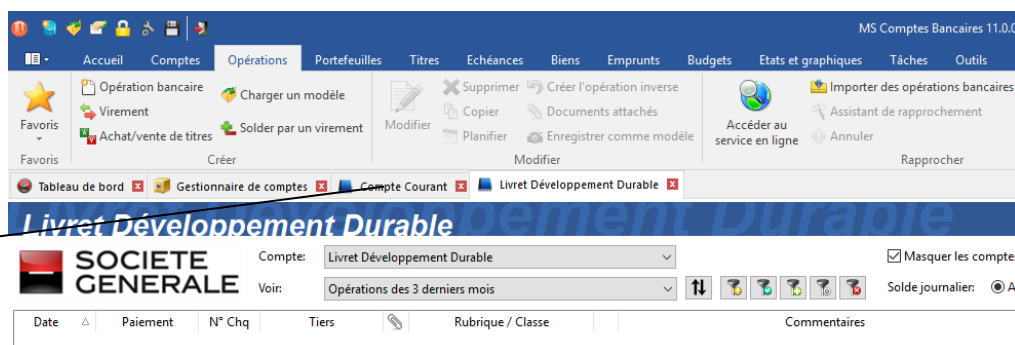 MS Comptes Bancaires 11.0.0
Accueil Comptes Opérations Portefeuilles Titres Echéances Biens Emprunts Budgets Etats et graphiques Tâches Outils
Opération bancaire Charger un modèle Supprimer Créer l'opération inverse Importer des opérations bancaires
Virement Copier Documents attachés Assistant de rapprochement
Favoris Achat/vente de titres Solder par un virement Modifier Planifier Enregistrer comme modèle Accéder au service en ligne Annuler
Favoris Créer Modifier Rapprocher
Tableau de bord Gestionnaire de comptes Compte Courant Livret Développement Durable
Livret Développement Durable
SOCIETE GENERALE Compte: Livret Développement Durable Masquer les comptes
Voir: Opérations des 3 derniers mois Solde journalier: A
Date Paiement N° Chq Tiers Rubrique / Classe Commentaires